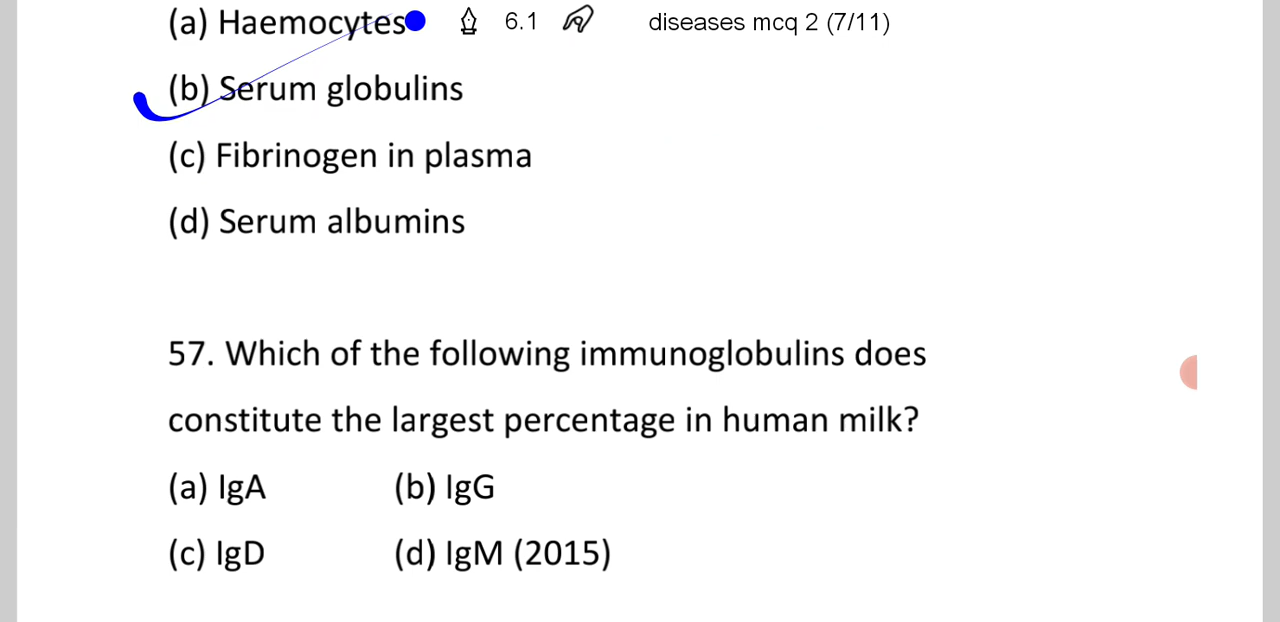 (a) Haemocytes 6.1 diseases mcq 2 (7/11)
(b) Serum globulins
(c) Fibrinogen in plasma
(d) Serum albumins
57. Which of the following immunoglobulins does
constitute the largest percentage in human milk?
(a) IgA (b) IgG
(c) IgD (d) IgM (2015)